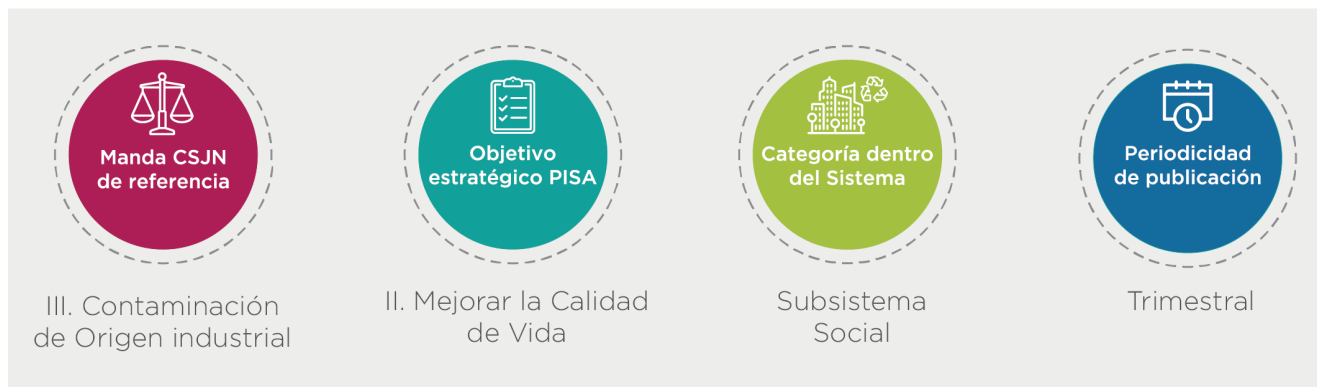 Manda CSJN
de referencia
III. Contaminación
de Origen industrial
Objetivo
estratégico PISA
II. Mejorar la Calidad
de Vida
Categoría dentro
del Sistema
Subsistema
Social
Periodicidad
de publicación
Trimestral